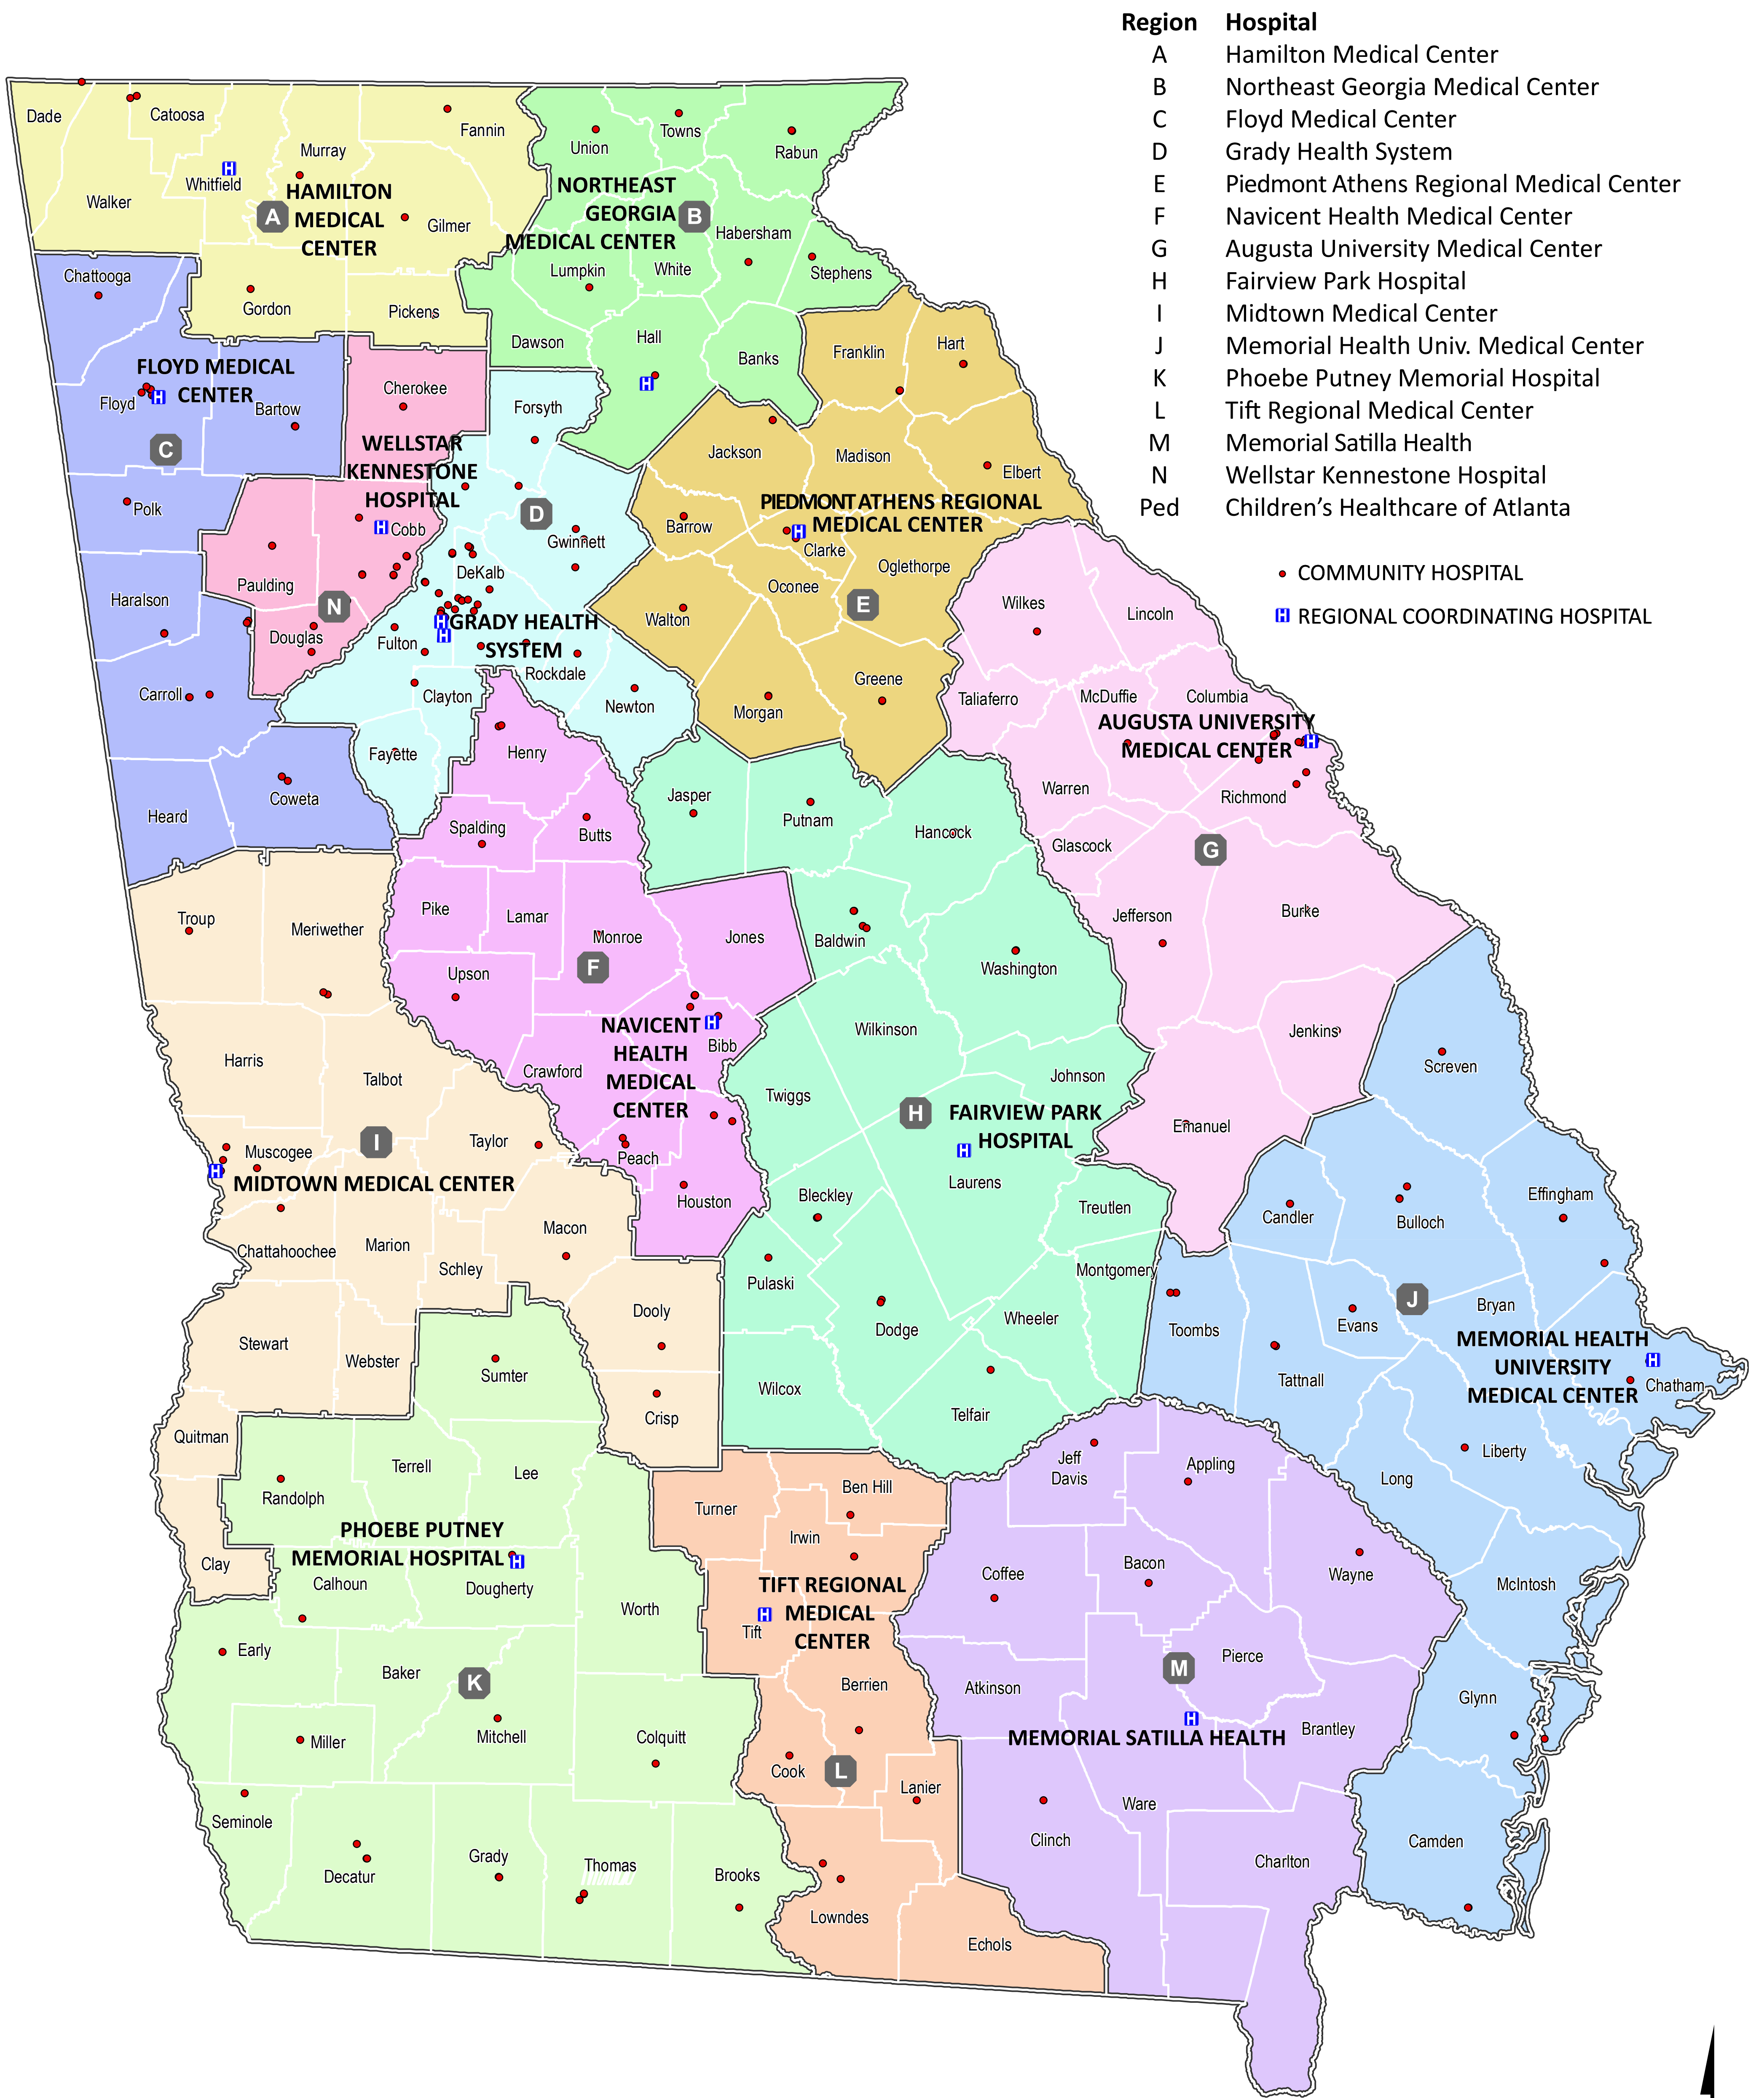 Region Hospital
A Hamilton Medical Center
B Northeast Georgia Medical Center
C Floyd Medical Center
D Grady Health System
E Piedmont Athens Regional Medical Center
F Navicent Health Medical Center
G Augusta University Medical Center
H Fairview Park Hospital
I Midtown Medical Center
J Memorial Health Univ. Medical Center
K Phoebe Putney Memorial Hospital
L Tift Regional Medical Center
M Memorial Satilla Health
N Wellstar Kennestone Hospital
Ped Children's Healthcare of Atlanta
COMMUNITY HOSPITAL
H REGIONAL COORDINATING HOSPITAL
Dade
Catoosa
Fannin
Murray
H
Whitfield
Walker
A
HAMILTON
MEDICAL
CENTER
Gilmer
Gordon
Pickens
Union
Towns
Rabun
NORTHEAST
GEORGIA
MEDICAL CENTER
B
Habersham
Lumpkin
White
Stephens
Dawson
Hall
Banks
H
Chattooga
FLOYD MEDICAL
CENTER
Floyd
H
Bartow
C
Polk
Haralson
Carroll
Heard
Coweta
Cherokee
WELLSTAR
KENNESTONE
HOSPITAL
H
Cobb
Paulding
N
Douglas
Forsyth
D
Gwinnett
DeKalb
H
H
GRADY HEALTH
SYSTEM
Fulton
Rockdale
Clayton
Newton
Fayette
Franklin
Hart
Jackson
Madison
Elbert
PIEDMONT ATHENS REGIONAL
MEDICAL CENTER
Barrow
H
Clarke
Oconee
Oglethorpe
E
Walton
Greene
Morgan
Wilkes
Lincoln
Taliaferro
McDuffie
Columbia
AUGUSTA UNIVERSITY
MEDICAL CENTER
H
Warren
Richmond
Glascock
G
Jefferson
Burke
Jenkins
Emanuel
Henry
Spalding
Butts
Pike
Lamar
Monroe
Jones
Upson
F
NAVICENT
HEALTH
MEDICAL
CENTER
H
Bibb
Crawford
Peach
Houston
Jasper
Putnam
Hancock
Baldwin
Washington
Wilkinson
Twiggs
Johnson
H
FAIRVIEW PARK
HOSPITAL
H
Laurens
Bleckley
Treutlen
Pulaski
Montgomery
Dodge
Wheeler
Wilcox
Telfair
Troup
Meriwether
Harris
Talbot
I
Taylor
Muscogee
H
MIDTOWN MEDICAL CENTER
Chattahoochee
Marion
Macon
Schley
Dooly
Stewart
Webster
Crisp
Quitman
Clay
Screven
Candler
Bulloch
Effingham
J
Toombs
Evans
Bryan
MEMORIAL HEALTH
UNIVERSITY
MEDICAL CENTER
H
Chatham
Tattnall
Liberty
Long
McIntosh
Glynn
Camden
Sumter
Terrell
Lee
Randolph
PHOEBE PUTNEY
MEMORIAL HOSPITAL
H
Calhoun
Dougherty
Worth
Early
Baker
K
Miller
Mitchell
Colquitt
Seminole
Decatur
Grady
Thomas
Brooks
Turner
Ben Hill
Irwin
TIFT REGIONAL
MEDICAL
CENTER
H
Tift
Berrien
Cook
L
Lanier
Lowndes
Echols
Jeff
Davis
Appling
Coffee
Bacon
Wayne
M
Pierce
Atkinson
H
MEMORIAL SATILLA HEALTH
Brantley
Ware
Clinch
Charlton